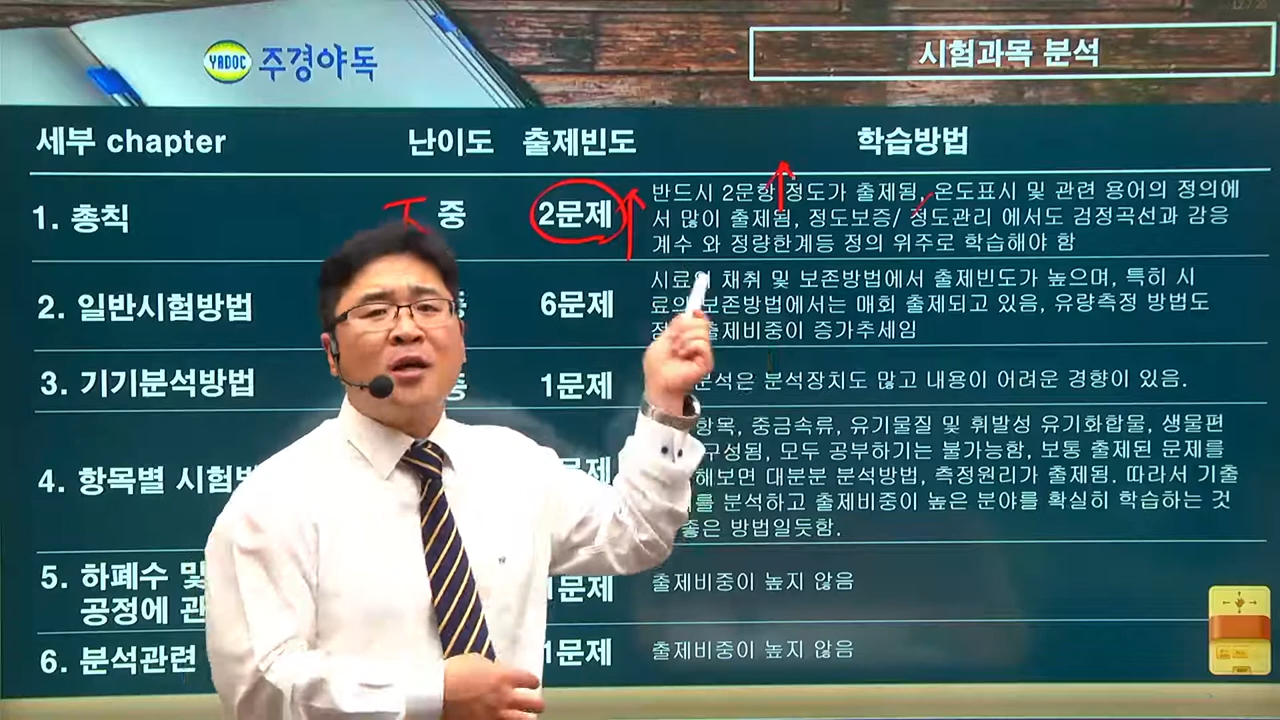 YADOC 주경야독
시험과목 분석
세부 chapter 난이도 출제빈도 학습방법
1. 총칙 下 중 2문제
반드시 2문항 정도가 출제됨, 온도표시 및 관련 용어의 정의에
서 많이 출제됨, 정도보증/ 정도관리 에서도 검정곡선과 감응
계수 와 정량한계등 정의 위주로 학습해야 함
2. 일반시험방법 6문제
시료의 채취 및 보존방법에서 출제빈도가 높으며, 특히 시
료의 보존방법에서는 매회 출제되고 있음, 유량측정 방법도
출제비중이 증가추세임
3. 기기분석방법 1문제
분석은 분석장치도 많고 내용이 어려운 경향이 있음.
4. 항목별
항목, 중금속류, 유기물질 및 휘발성 유기화합물, 생물편
구성됨, 모두 공부하기는 불가능함, 보통 출제된 문제를
해보면 대분분 분석방법, 측정원리가 출제됨. 따라서 기출
를 분석하고 출제비중이 높은 분야를 확실히 학습하는 것
좋은 방법일듯함.
5. 하폐수 및
공정에 1문제
출제비중이 높지 않음
6. 분석관련 1문제
출제비중이 높지 않음